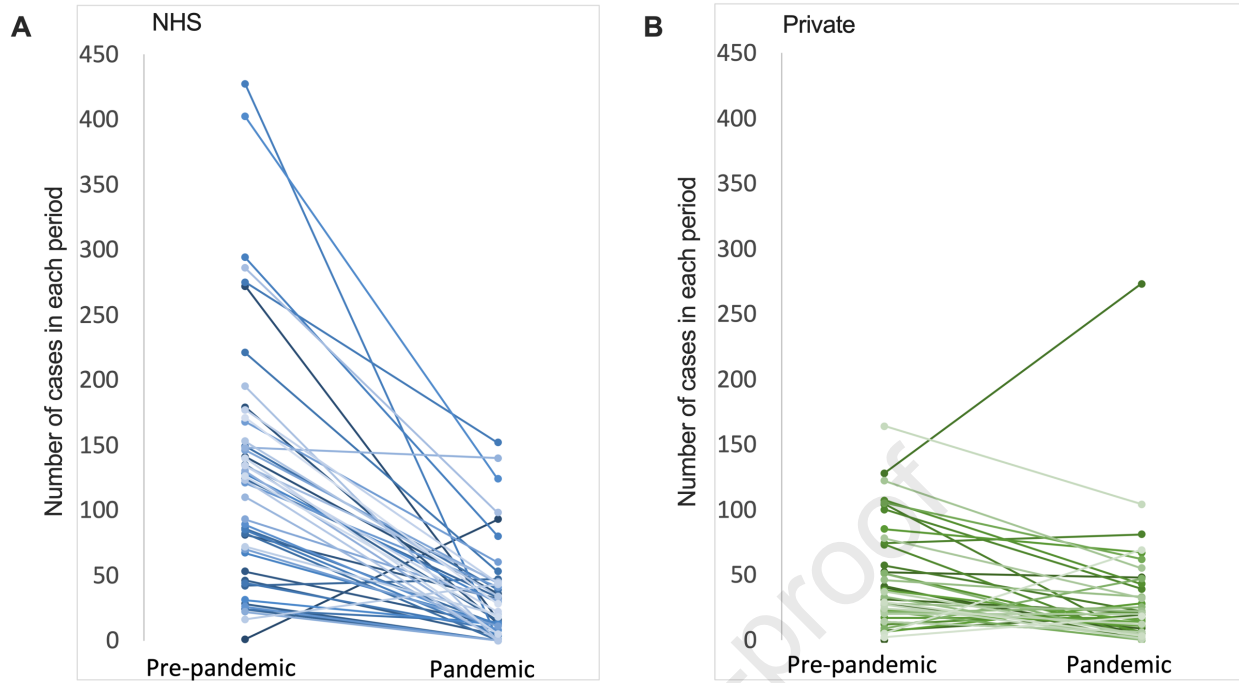 A
NHS
Number of cases in each period
450
400
350
300
250
200
150
100
50
0
Pre-pandemic
Pandemic
B
Private
Number of cases in each period
450
400
350
300
250
200
150
100
50
0
Pre-pandemic
Pandemic
-proof